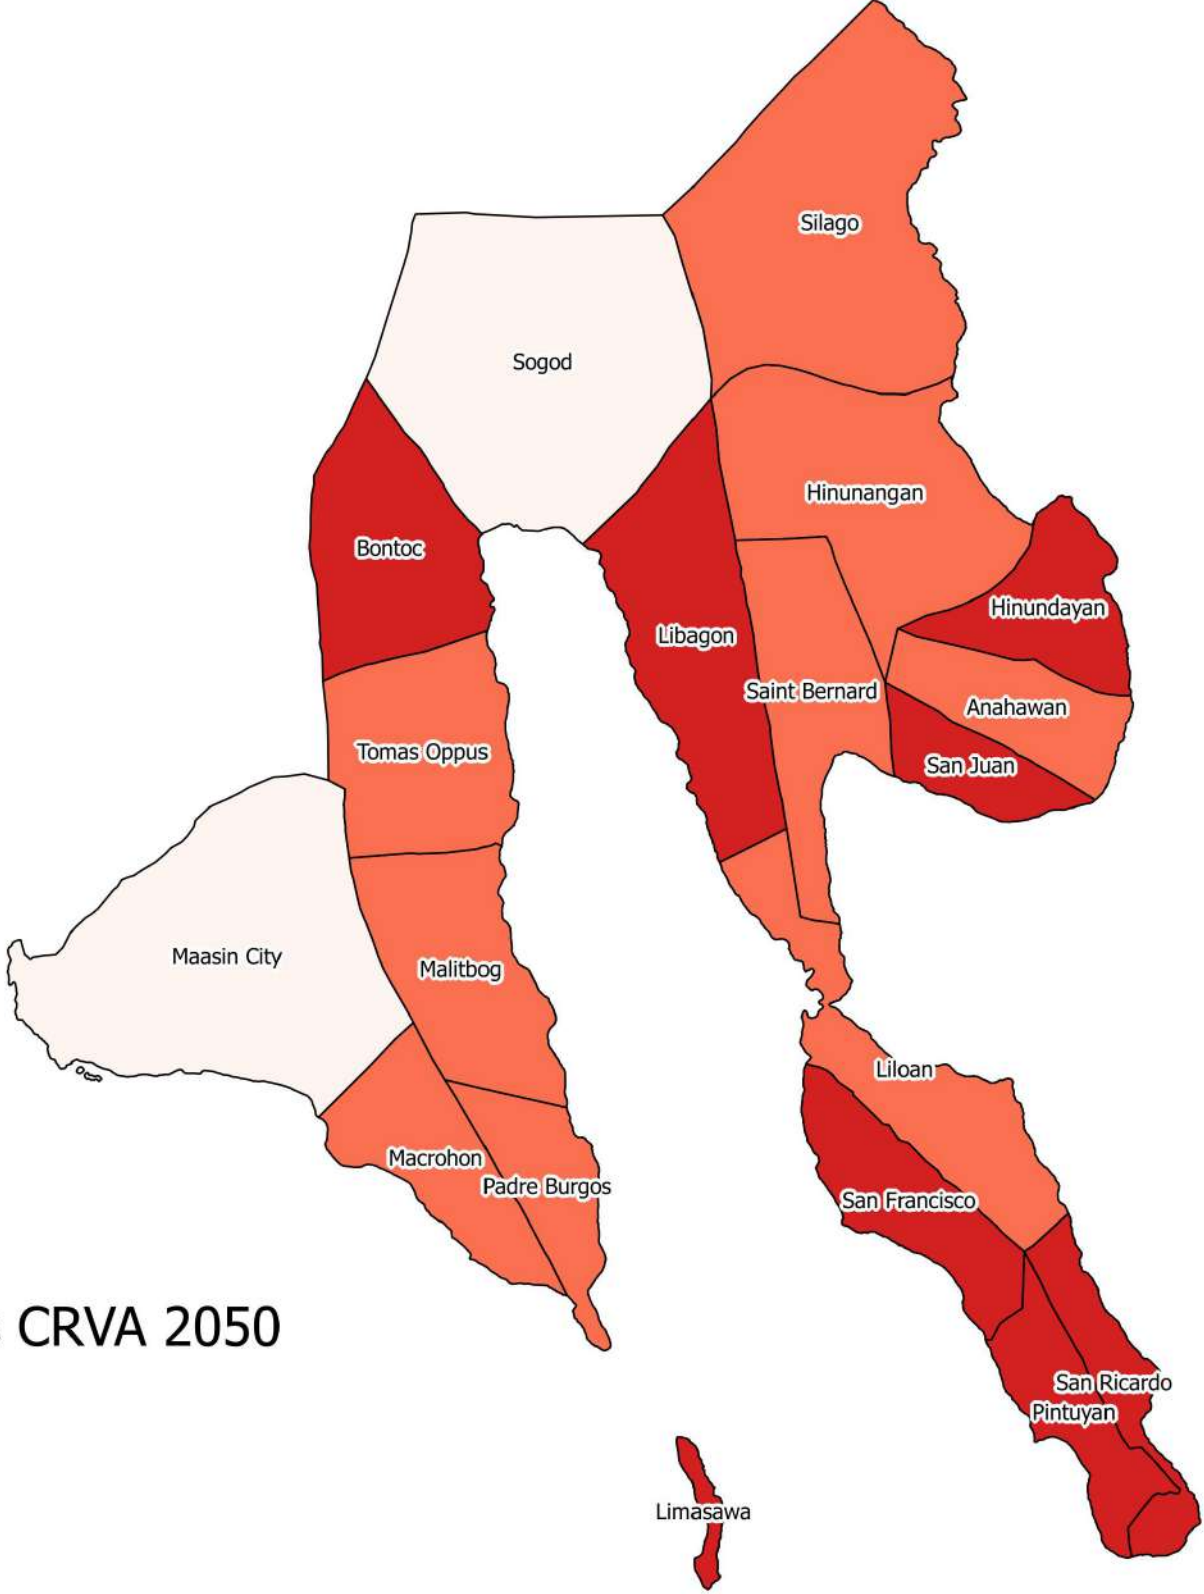 Silago
Sogod
Hinunangan
Bontoc
Hinundayan
Libagon
Saint Bernard
Anahawan
Tomas Oppus
San Juan
Maasin City
Malitbog
Liloan
Macrohon
Padre Burgos
San Francisco
CRVA 2050
San Ricardo
Pintuyan
Limasawa